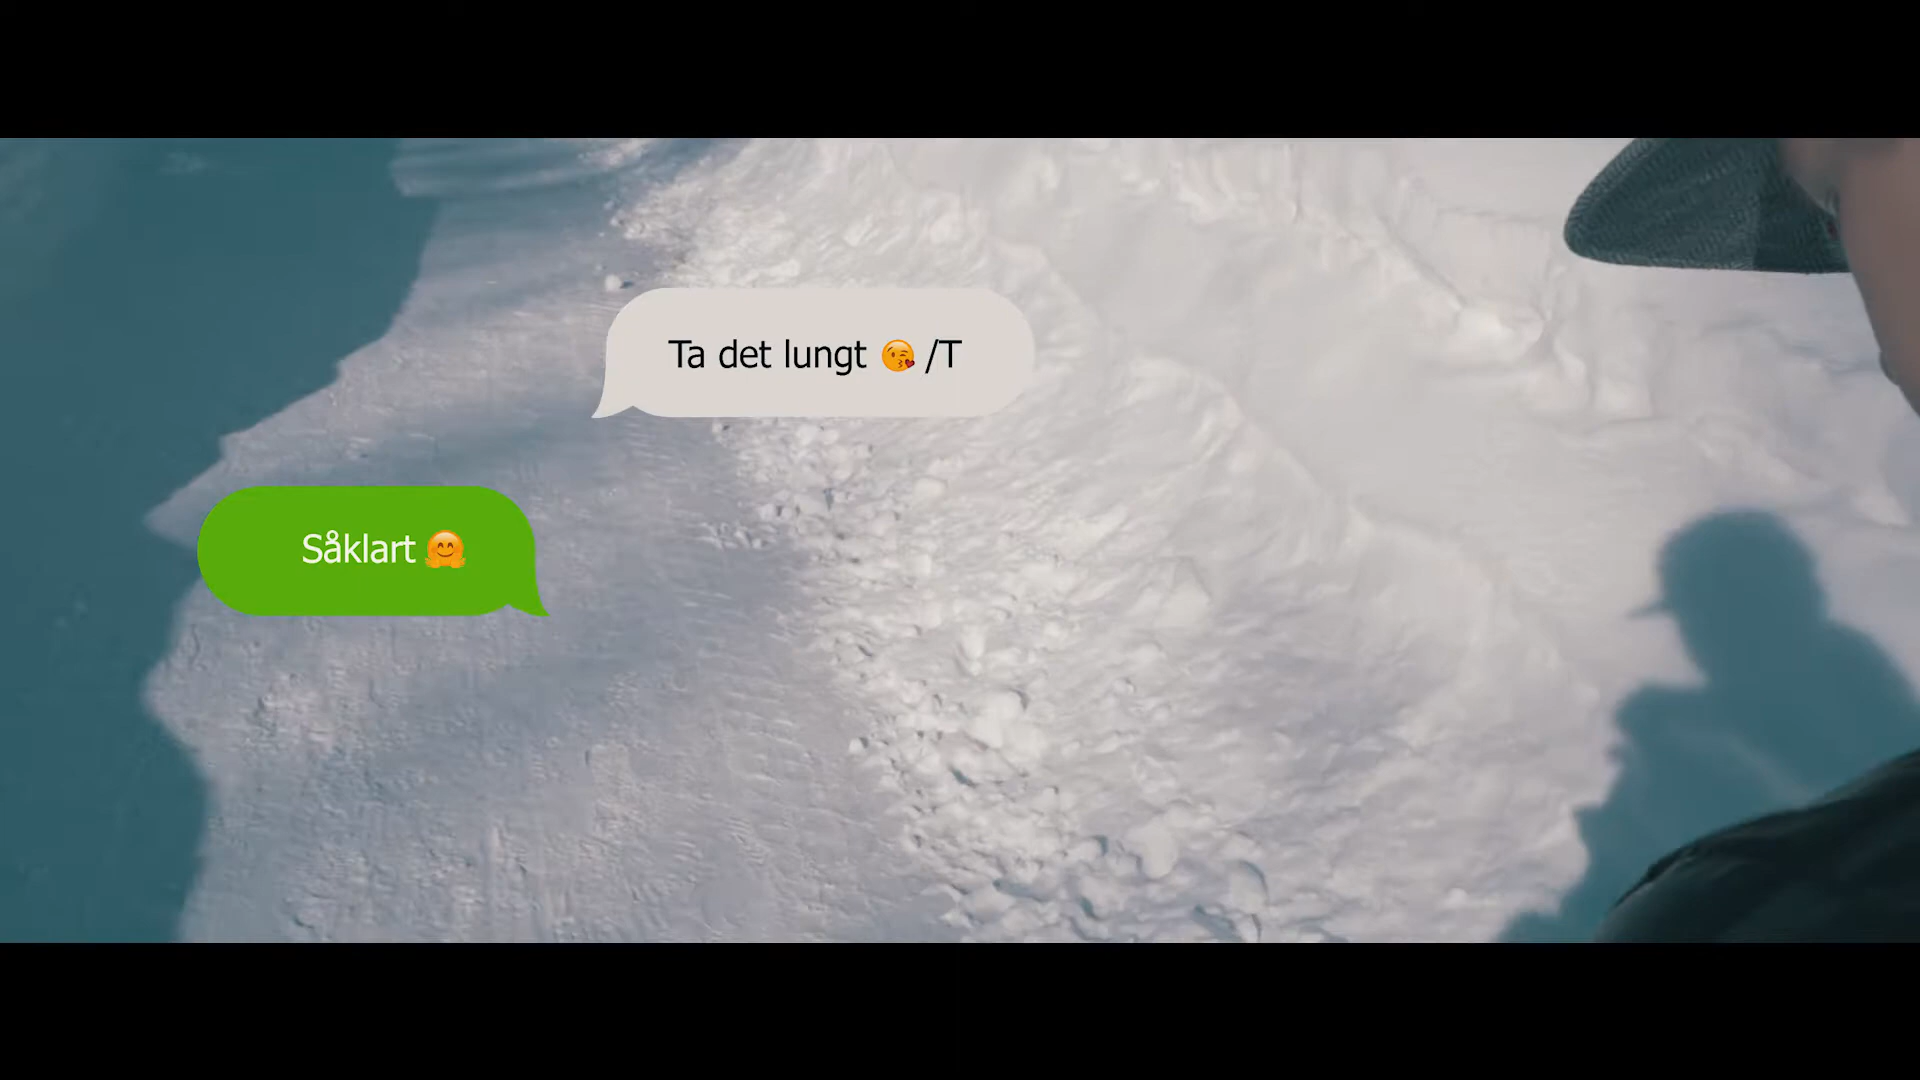 Ta det lungt 😘 /T
Såklart 🤗